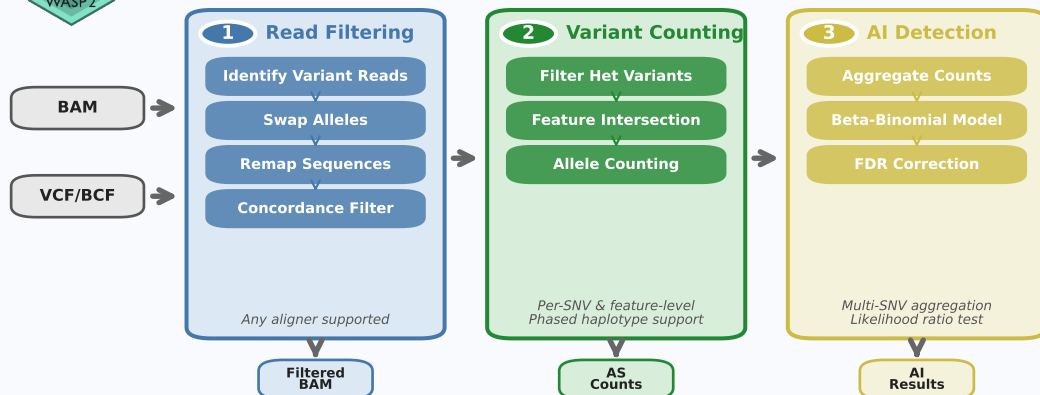 WASP2
BAM
VCF/BCF
1 Read Filtering
Identify Variant Reads
Swap Alleles
Remap Sequences
Concordance Filter
Any aligner supported
Filtered
BAM
2 Variant Counting
Filter Het Variants
Feature Intersection
Allele Counting
Per-SNV & feature-level
Phased haplotype support
AS
Counts
3 AI Detection
Aggregate Counts
Beta-Binomial Model
FDR Correction
Multi-SNV aggregation
Likelihood ratio test
AI
Results